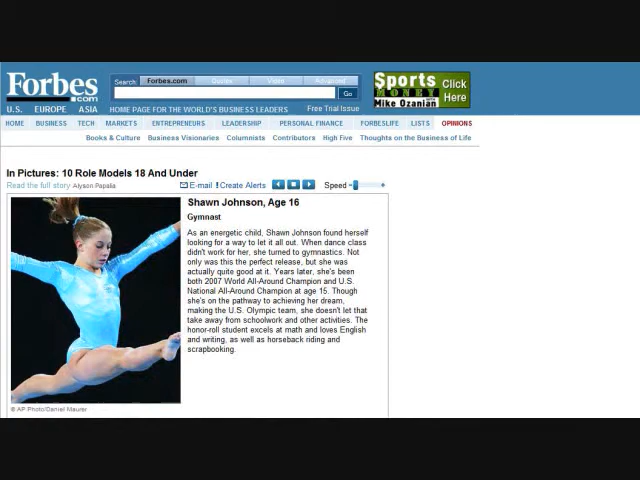 Forbes.com
Search: Forbes.com Quotes Video Advanced
Go
U.S. EUROPE ASIA HOME PAGE FOR THE WORLD'S BUSINESS LEADERS Free Trial Issue
Sports
MONEY
Mike Ozanian
Click
Here
HOME BUSINESS TECH MARKETS ENTREPRENEURS LEADERSHIP PERSONAL FINANCE FORBESLIFE LISTS OPINIONS
Books & Culture Business Visionaries Columnists Contributors High Five Thoughts on the Business of Life
In Pictures: 10 Role Models 18 And Under
Read the full story Alyson Papalia E-mail Create Alerts Speed
Shawn Johnson, Age 16
Gymnast
As an energetic child, Shawn Johnson found herself
looking for a way to let it all out. When dance class
didn't work for her, she turned to gymnastics. Not
only was this the perfect release, but she was
actually quite good at it. Years later, she's been
both 2007 World All-Around Champion and U.S.
National All-Around Champion at age 15. Though
she's on the pathway to achieving her dream,
making the U.S. Olympic team, she doesn't let that
take away from schoolwork and other activities. The
honor-roll student excels at math and loves English
and writing, as well as horseback riding and
scrapbooking.
© AP Photo/Daniel Maurer